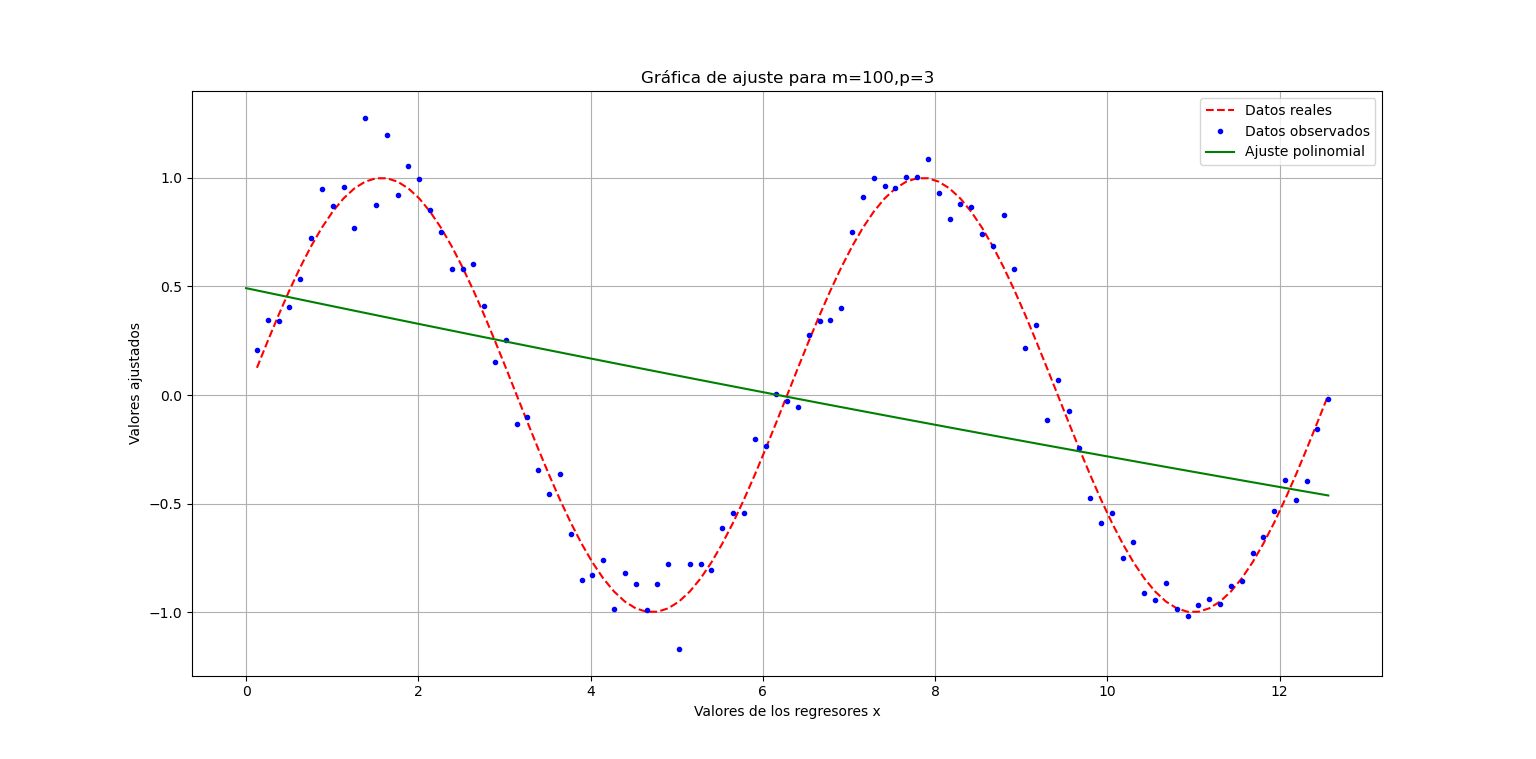 Gráfica de ajuste para m=100,p=3
Datos reales
Datos observados
Ajuste polinomial
Valores ajustados
1.0
0.5
0.0
−0.5
−1.0
0 2 4 6 8 10 12
Valores de los regresores x